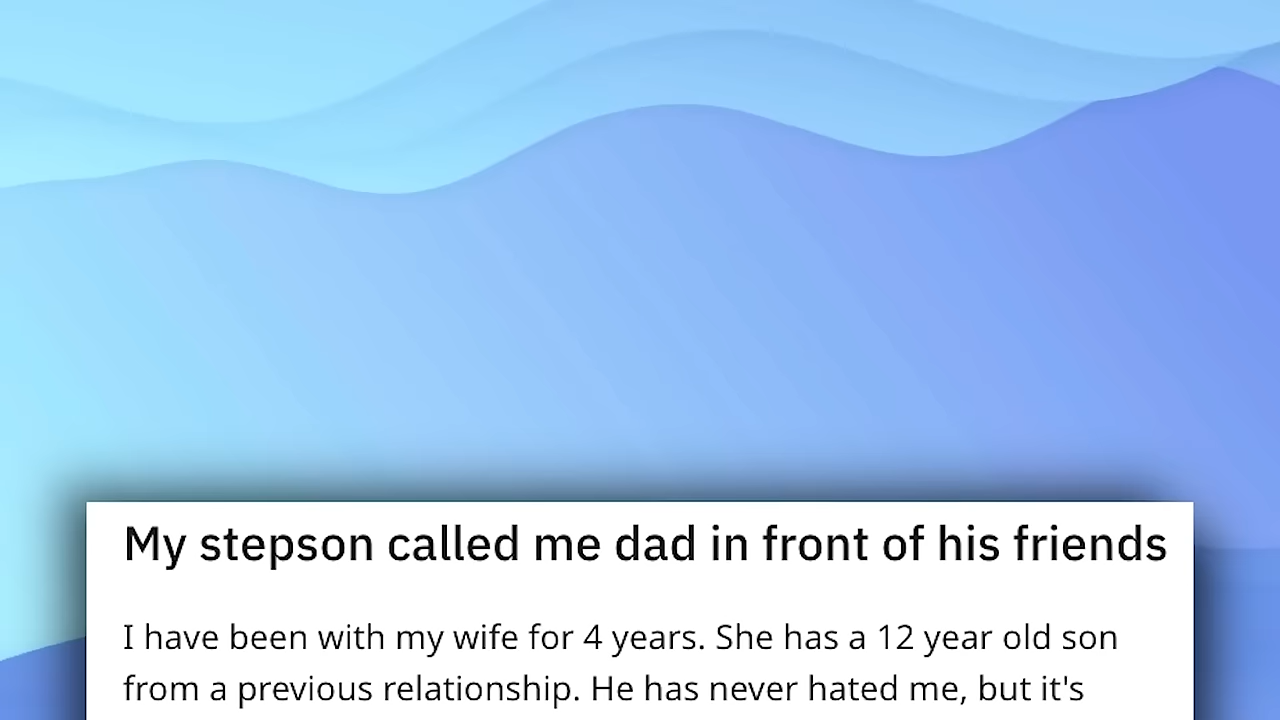 My stepson called me dad in front of his friends
I have been with my wife for 4 years. She has a 12 year old son
from a previous relationship. He has never hated me, but it's